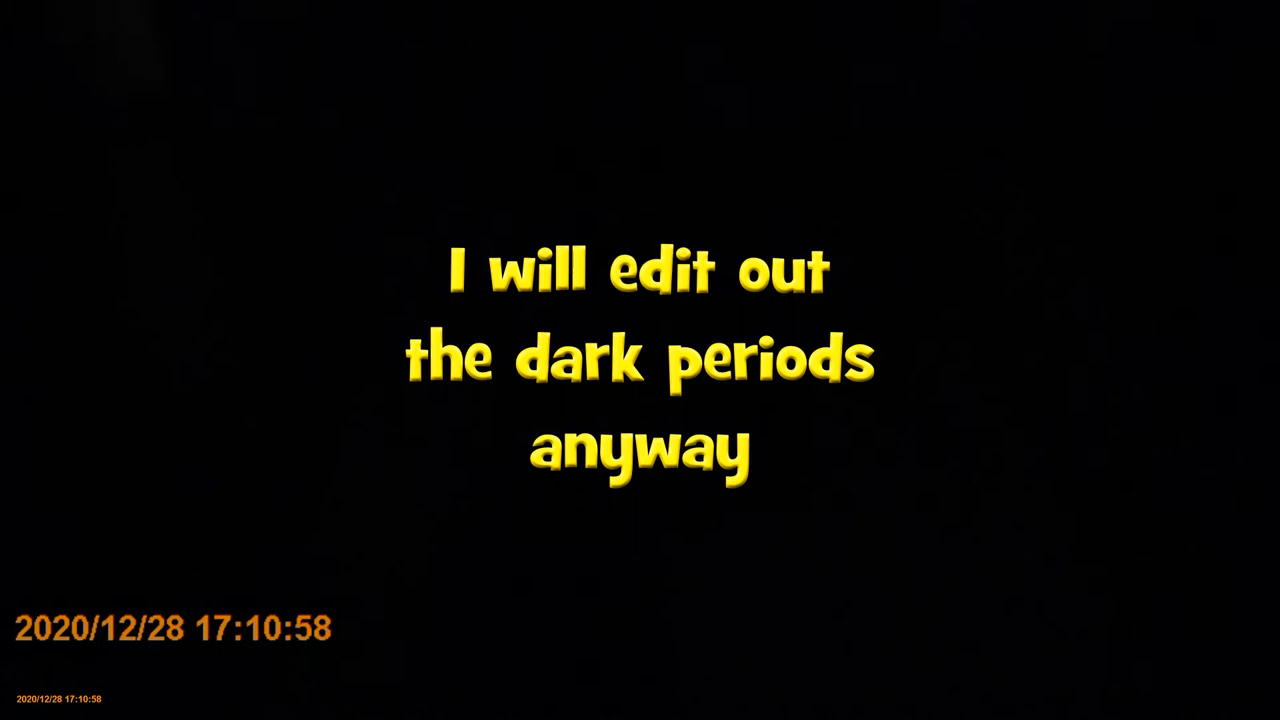 I will edit out
the dark periods
anyway
2020/12/28 17:10:58
2020/12/28 17:10:58